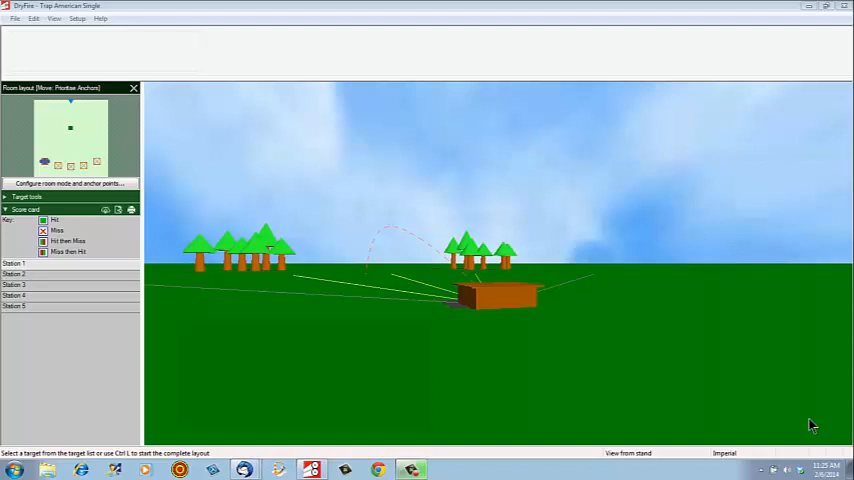 DryFire - Trap American Single
File Edit View Setup Help
Room layout [Move: Prioritise Anchors]
Configure room mode and anchor points...
Target tools
Score card
Key: Hit
Miss
Hit then Miss
Miss then Hit
Station 1
Station 2
Station 3
Station 4
Station 5
Select a target from the target list or use Ctrl L to start the complete layout View from stand Imperial
11:25 AM
2/6/2014